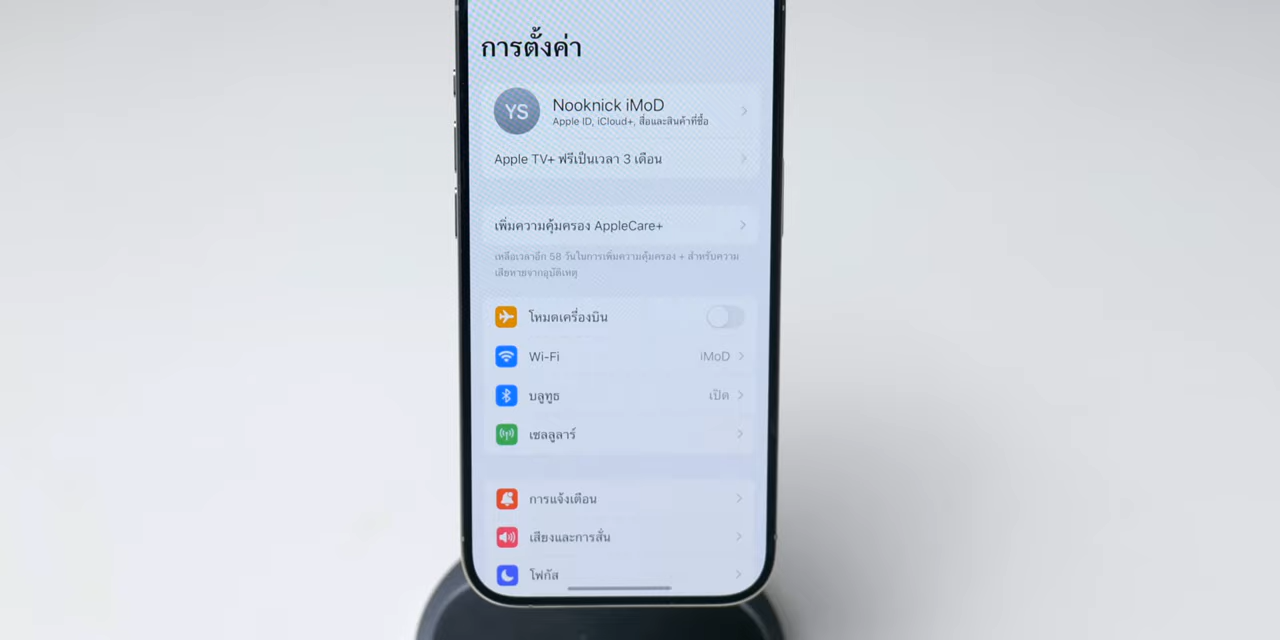 การตั้งค่า
YS
Nooknick iMoD
Apple ID, iCloud+, สื่อและสินค้าที่ซื้อ
Apple TV+ ฟรีเป็นเวลา 3 เดือน
เพิ่มความคุ้มครอง AppleCare+
เหลือเวลาอีก 58 วันในการเพิ่มความคุ้มครอง + สำหรับความ
เสียหายจากอุบัติเหตุ
โหมดเครื่องบิน
Wi-Fi iMoD
บลูทูธ เปิด
เซลลูลาร์
การแจ้งเตือน
เสียงและการสั่น
โฟกัส